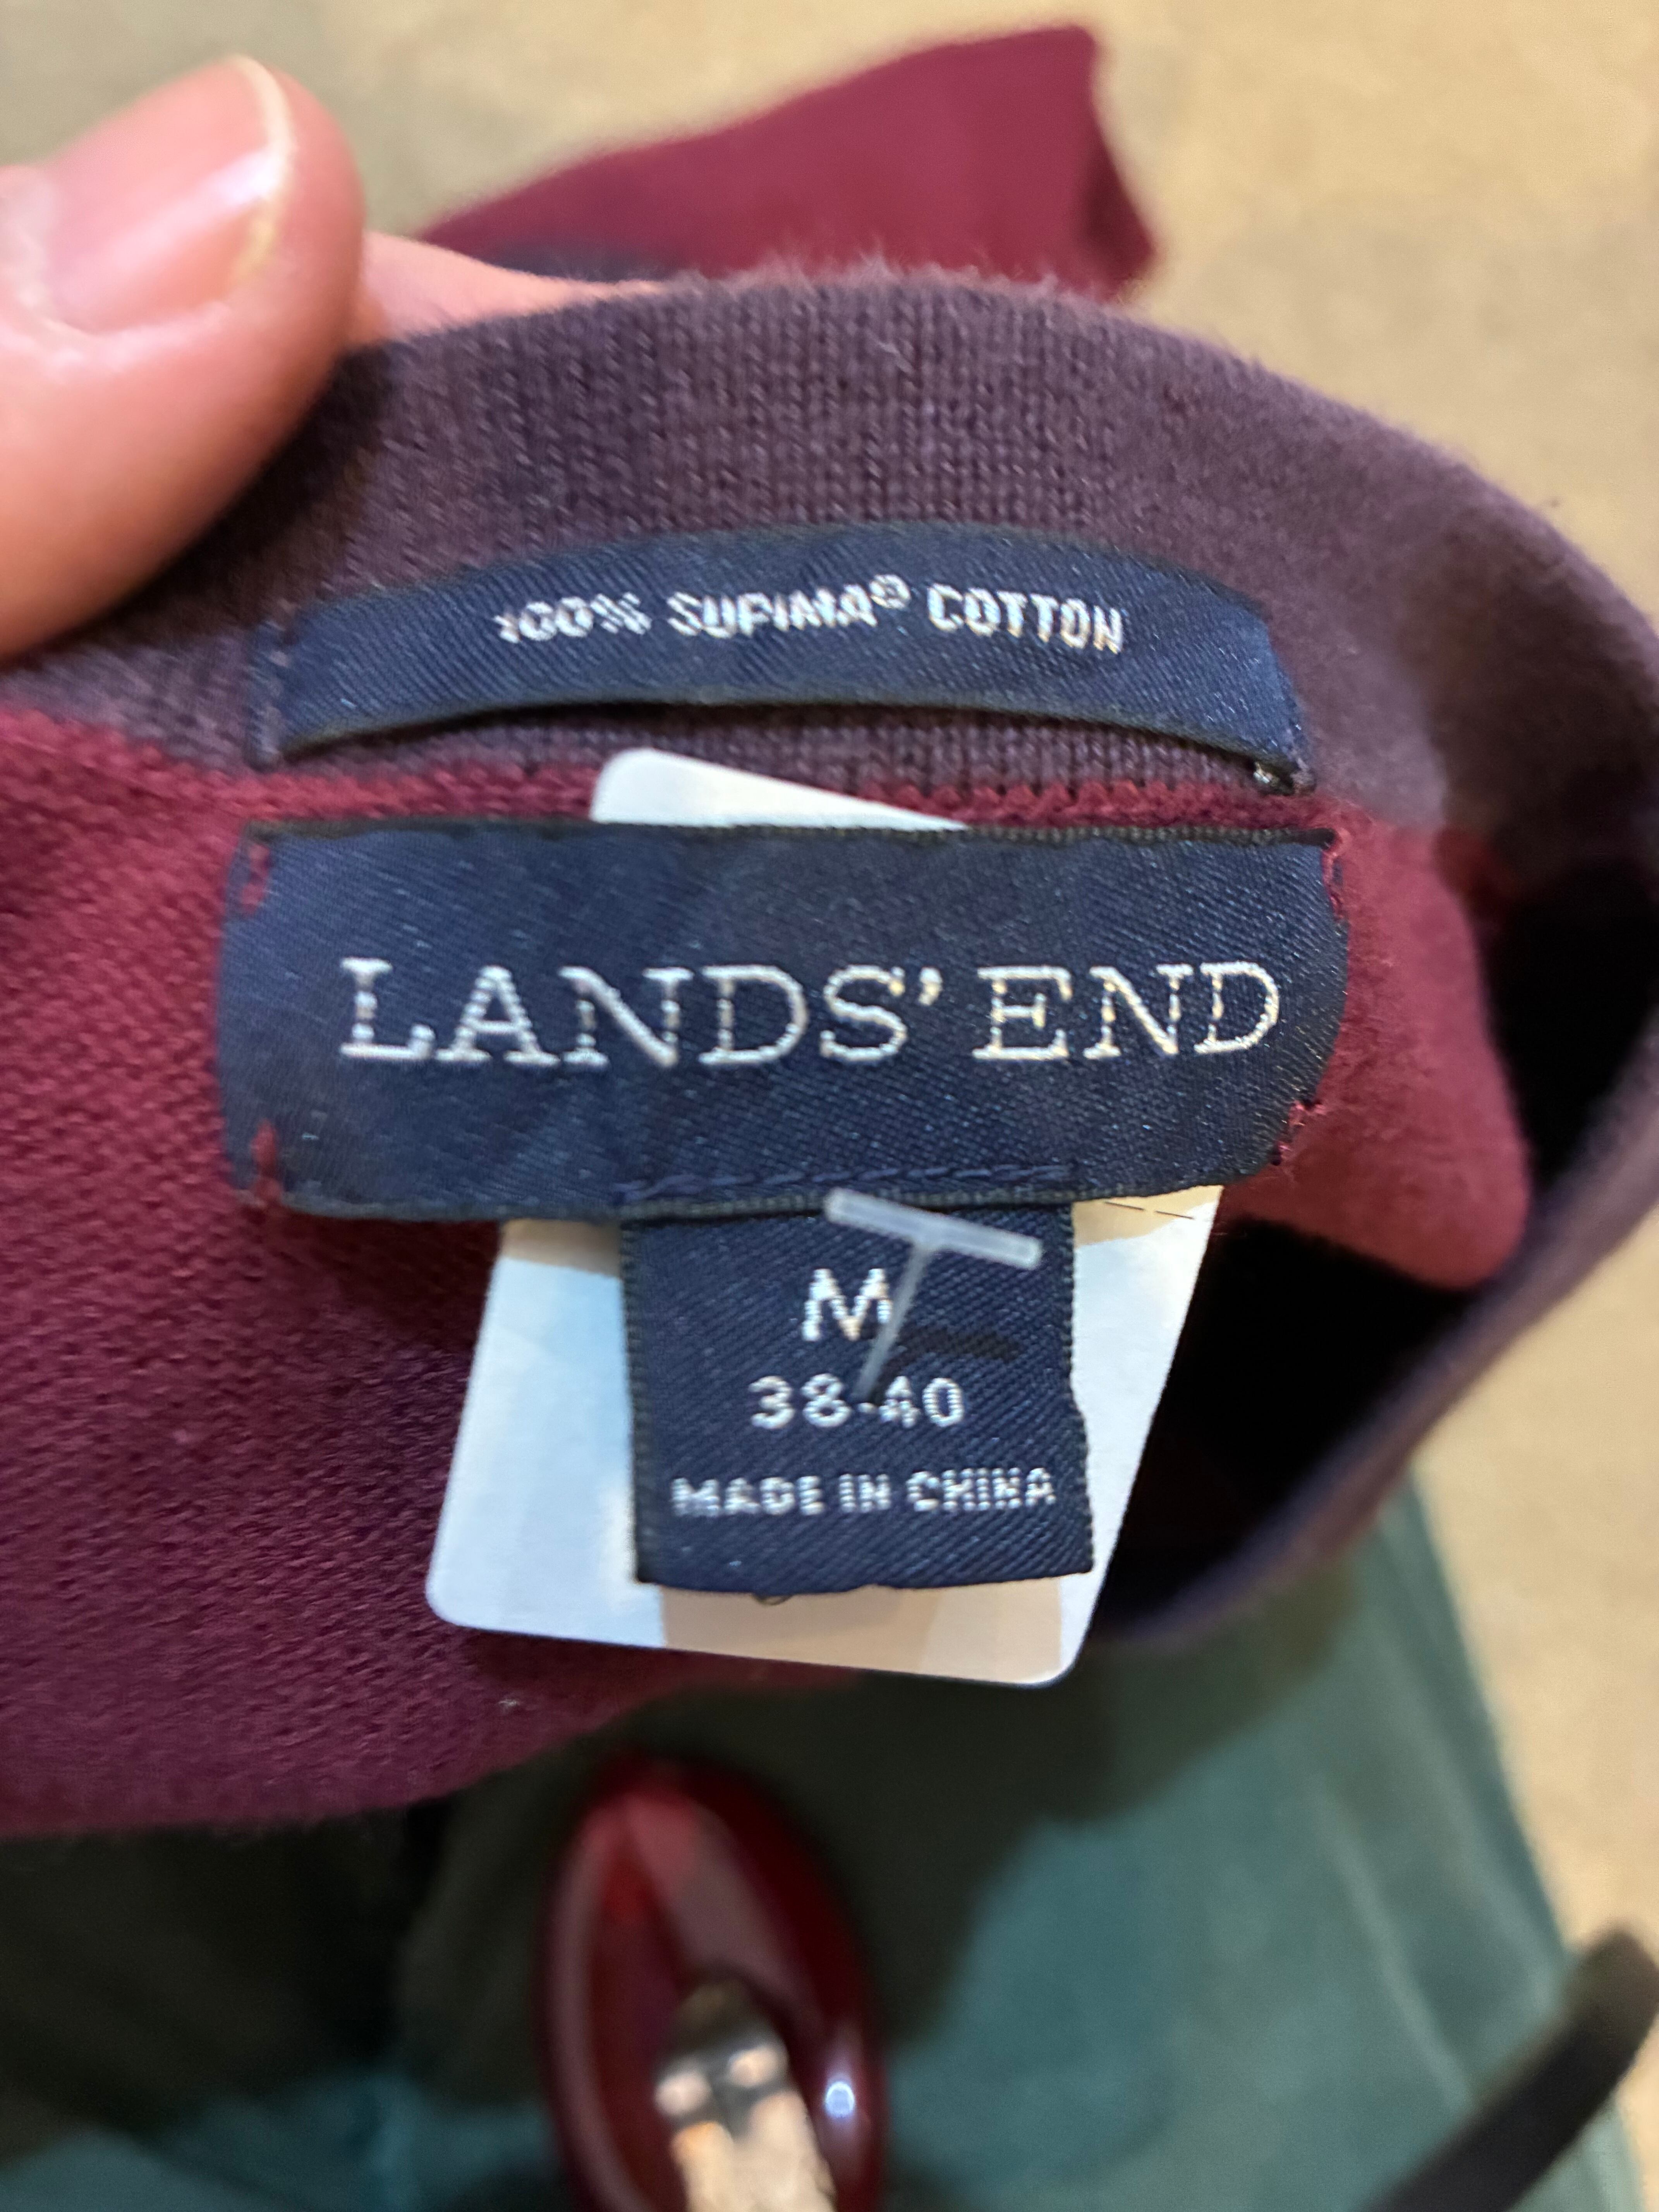 100% SUPIMA® COTTON
LANDS' END
M
38-40
MADE IN CHINA